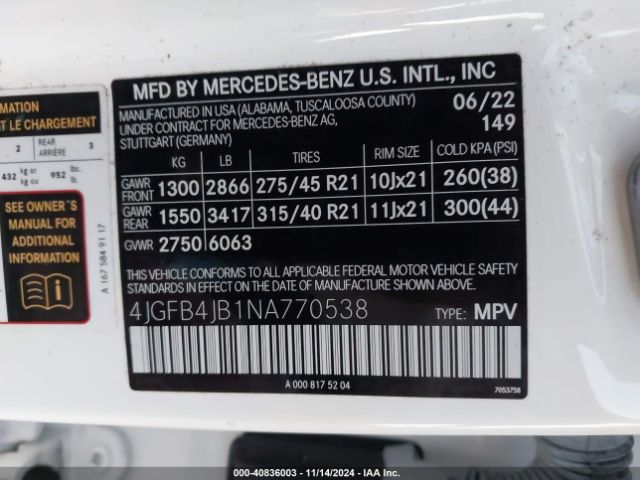 MFD BY MERCEDES-BENZ U.S. INTL., INC
MANUFACTURED IN USA (ALABAMA, TUSCALOOSA COUNTY)
UNDER CONTRACT FOR MERCEDES-BENZ AG,
STUTTGART (GERMANY)
06/22
149
KG LB TIRES RIM SIZE COLD KPA (PSI)
GAWR FRONT 1300 2866 275/45 R21 10Jx21 260(38)
GAWR REAR 1550 3417 315/40 R21 11Jx21 300(44)
GVWR 2750 6063
THIS VEHICLE CONFORMS TO ALL APPLICABLE FEDERAL MOTOR VEHICLE SAFETY
STANDARDS IN EFFECT ON THE DATE OF MANUFACTURE SHOWN ABOVE.
4JGFB4JB1NA770538 TYPE: MPV
A 000 817 52 04
7053758
ET LE CHARGEMENT
2 REAR ARRIÈRE 3
432 kg or kg ou 952 lbs. lb.
SEE OWNER'S
MANUAL FOR
ADDITIONAL
INFORMATION
A 167 584 91 17
000-40836003 - 11/14/2024 - IAA Inc.